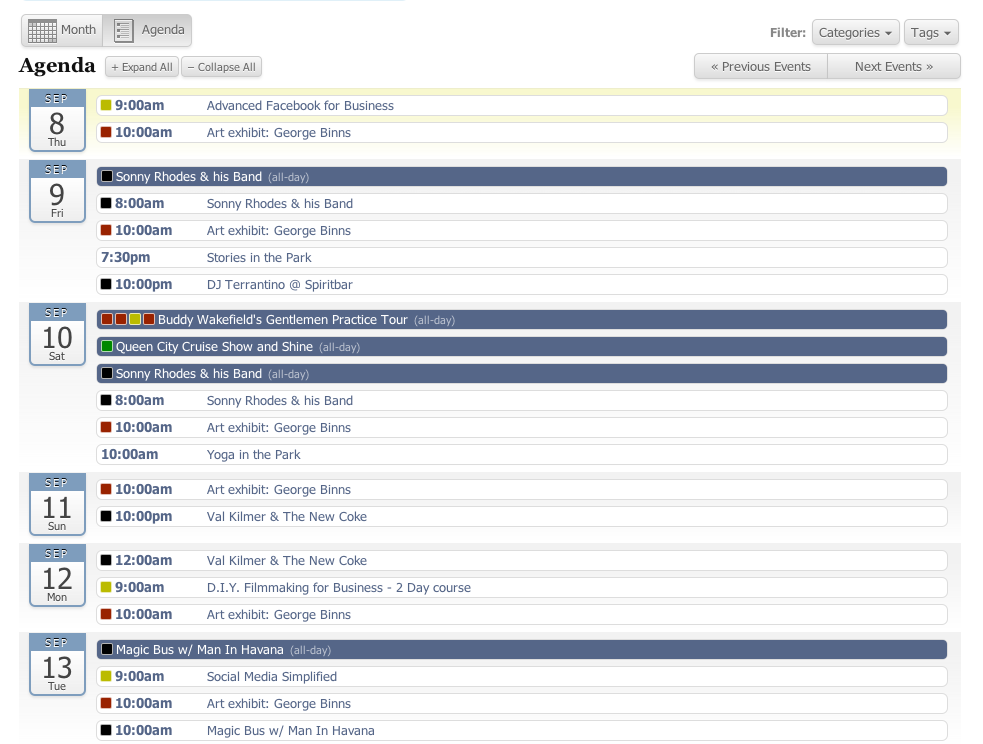 Month Agenda Filter: Categories Tags
Agenda + Expand All − Collapse All « Previous Events Next Events »
SEP
8
Thu
9:00am Advanced Facebook for Business
10:00am Art exhibit: George Binns
SEP
9
Fri
Sonny Rhodes & his Band (all-day)
8:00am Sonny Rhodes & his Band
10:00am Art exhibit: George Binns
7:30pm Stories in the Park
10:00pm DJ Terrantino @ Spiritbar
SEP
10
Sat
Buddy Wakefield's Gentlemen Practice Tour (all-day)
Queen City Cruise Show and Shine (all-day)
Sonny Rhodes & his Band (all-day)
8:00am Sonny Rhodes & his Band
10:00am Art exhibit: George Binns
10:00am Yoga in the Park
SEP
11
Sun
10:00am Art exhibit: George Binns
10:00pm Val Kilmer & The New Coke
SEP
12
Mon
12:00am Val Kilmer & The New Coke
9:00am D.I.Y. Filmmaking for Business - 2 Day course
10:00am Art exhibit: George Binns
SEP
13
Tue
Magic Bus w/ Man In Havana (all-day)
9:00am Social Media Simplified
10:00am Art exhibit: George Binns
10:00am Magic Bus w/ Man In Havana